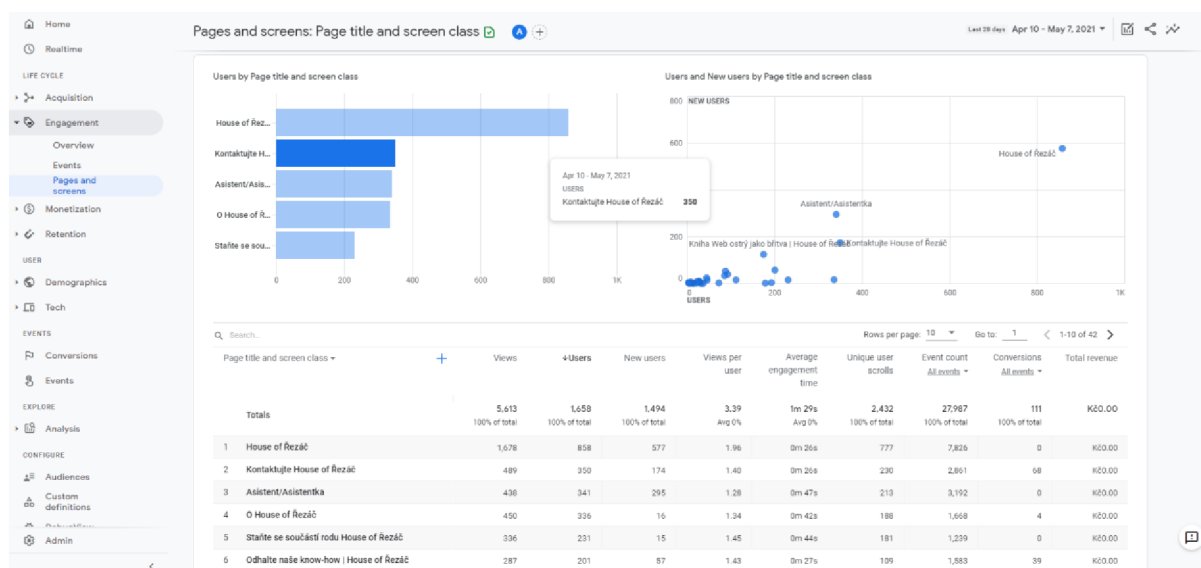 Home
Realtime
LIFE CYCLE
Acquisition
Engagement
Overview
Events
Pages and
screens
Monetization
Retention
USER
Demographics
Tech
EVENTS
Conversions
Events
EXPLORE
Analysis
CONFIGURE
Audiences
Custom
definitions
Admin
Pages and screens: Page title and screen class
A
Last 28 days Apr 10 - May 7, 2021
Users by Page title and screen class
House of Řez...
Kontaktujte H...
Asistent/Asis...
O House of Ř...
Staňte se sou...
0 200 400 600 800 1K
Apr 10 - May 7, 2021
USERS
Kontaktujte House of Řezáč 350
Users and New users by Page title and screen class
800 NEW USERS
600
House of Řezáč
Asistent/Asistentka
200
Kniha Web ostrý jako břitva | House of Řezáč
Kontaktujte House of Řezáč
0
0 200 400 600 800 1K
USERS
Search...
Rows per page: 10 Go to: 1 1-10 of 42
Page title and screen class + Views ↓Users New users Views per user Average engagement time Unique user scrolls Event count All events Conversions All events Total revenue
Totals 5,613 1,658 1,494 3.39 1m 29s 2,432 27,987 111 Kč0.00
100% of total 100% of total 100% of total Avg 0% Avg 0% 100% of total 100% of total 100% of total
1 House of Řezáč 1,678 858 577 1.96 0m 26s 777 7,826 0 Kč0.00
2 Kontaktujte House of Řezáč 489 350 174 1.40 0m 26s 230 2,861 68 Kč0.00
3 Asistent/Asistentka 438 341 295 1.28 0m 47s 213 3,192 0 Kč0.00
4 O House of Řezáč 450 336 16 1.34 0m 42s 188 1,668 4 Kč0.00
5 Staňte se součástí rodu House of Řezáč 336 231 15 1.45 0m 44s 181 1,239 0 Kč0.00
6 Odhalte naše know-how | House of Řezáč 287 201 57 1.43 0m 27s 109 1,583 39 Kč0.00